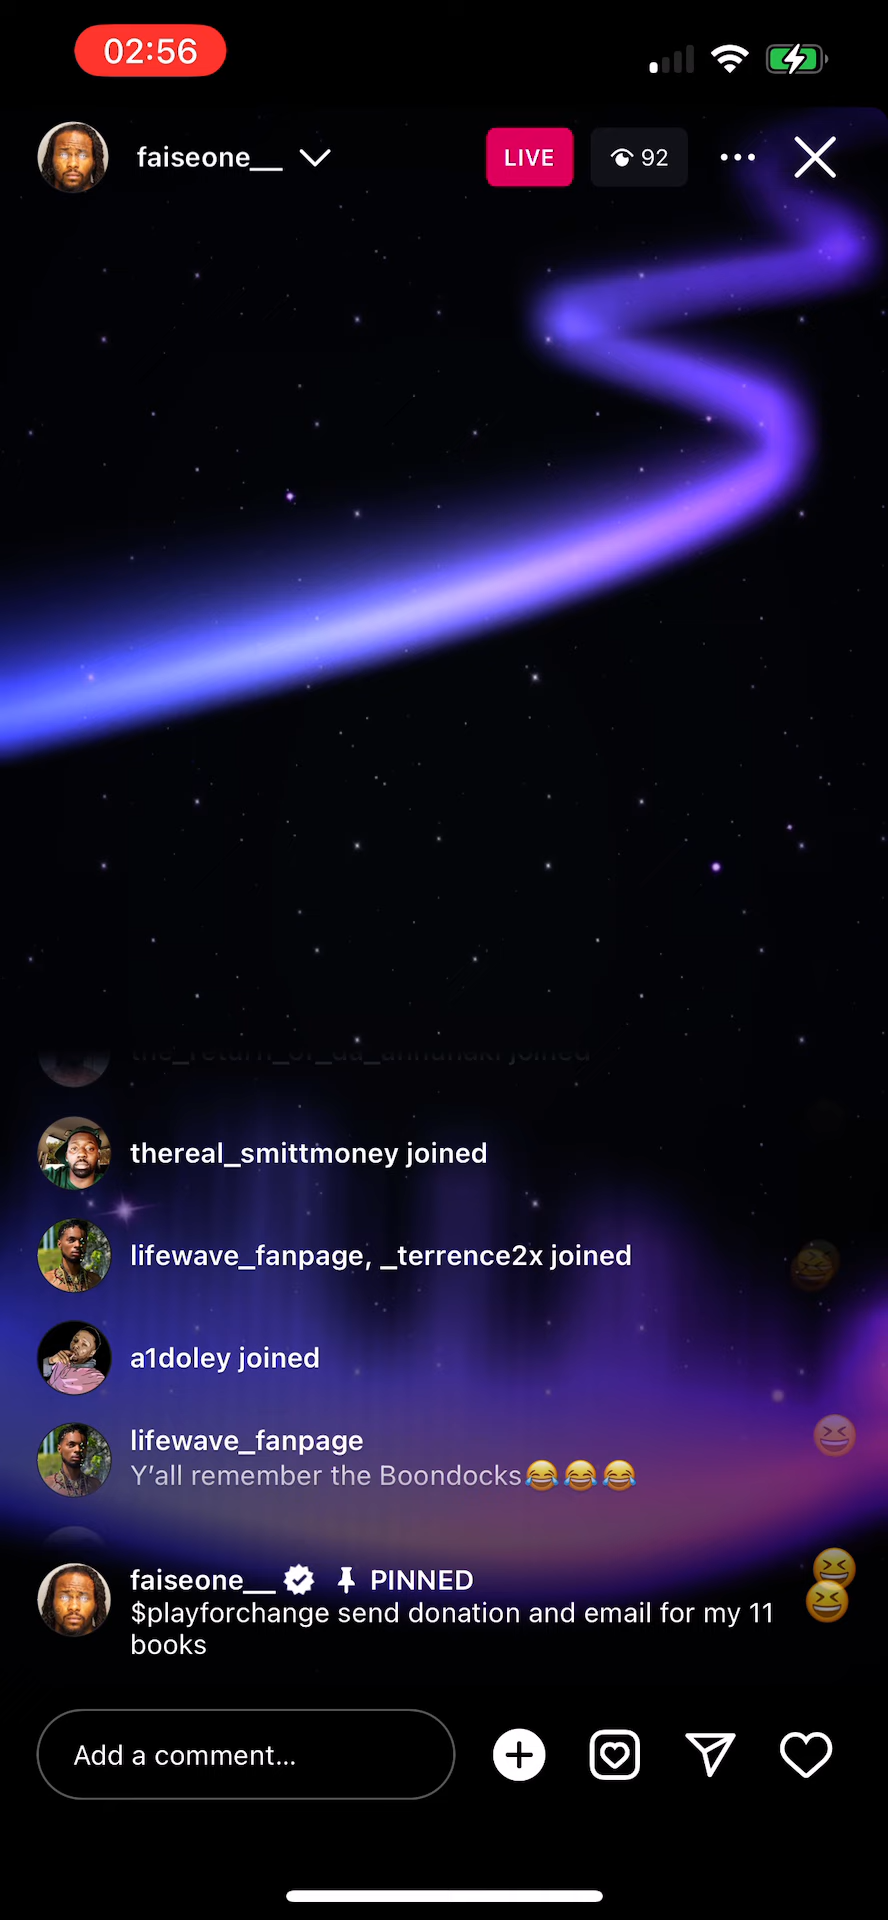 02:56
faiseone__
LIVE
92
thereal_smittmoney joined
lifewave_fanpage, _terrence2x joined
a1doley joined
lifewave_fanpage
Y'all remember the Boondocks😂😂😂
faiseone__ PINNED
$playforchange send donation and email for my 11
books
Add a comment...